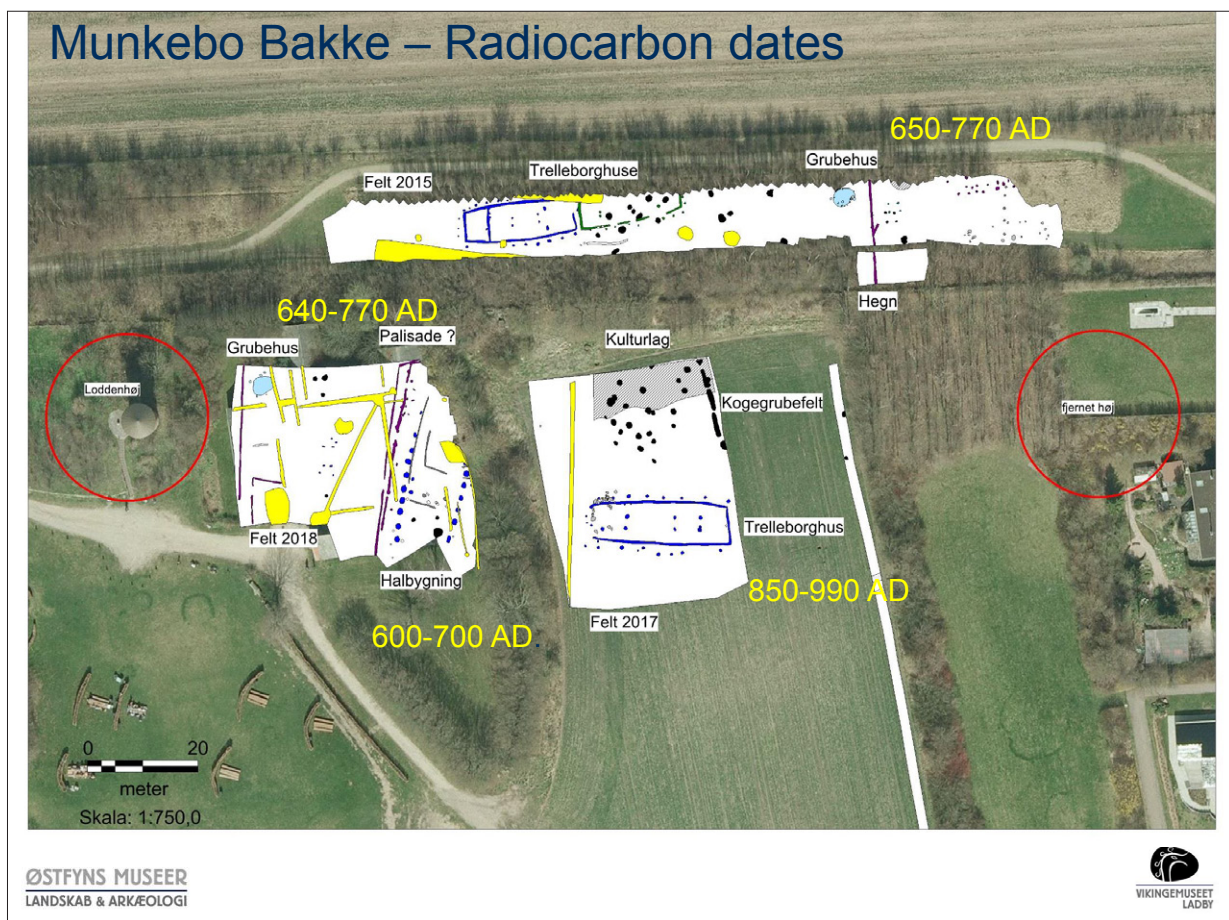 Munkebo Bakke – Radiocarbon dates
650-770 AD
Grubehus
Trelleborghuse
Felt 2015
Hegn
640-770 AD
Palisade ?
Grubehus
Kulturlag
Loddenhøj
Kogegrubefelt
fjernet høj
Trelleborghus
Felt 2018
Halbygning
850-990 AD
Felt 2017
600-700 AD.
0 20
meter
Skala: 1:750,0
ØSTFYNS MUSEER
LANDSKAB & ARKÆOLOGI
VIKINGEMUSEET
LADBY